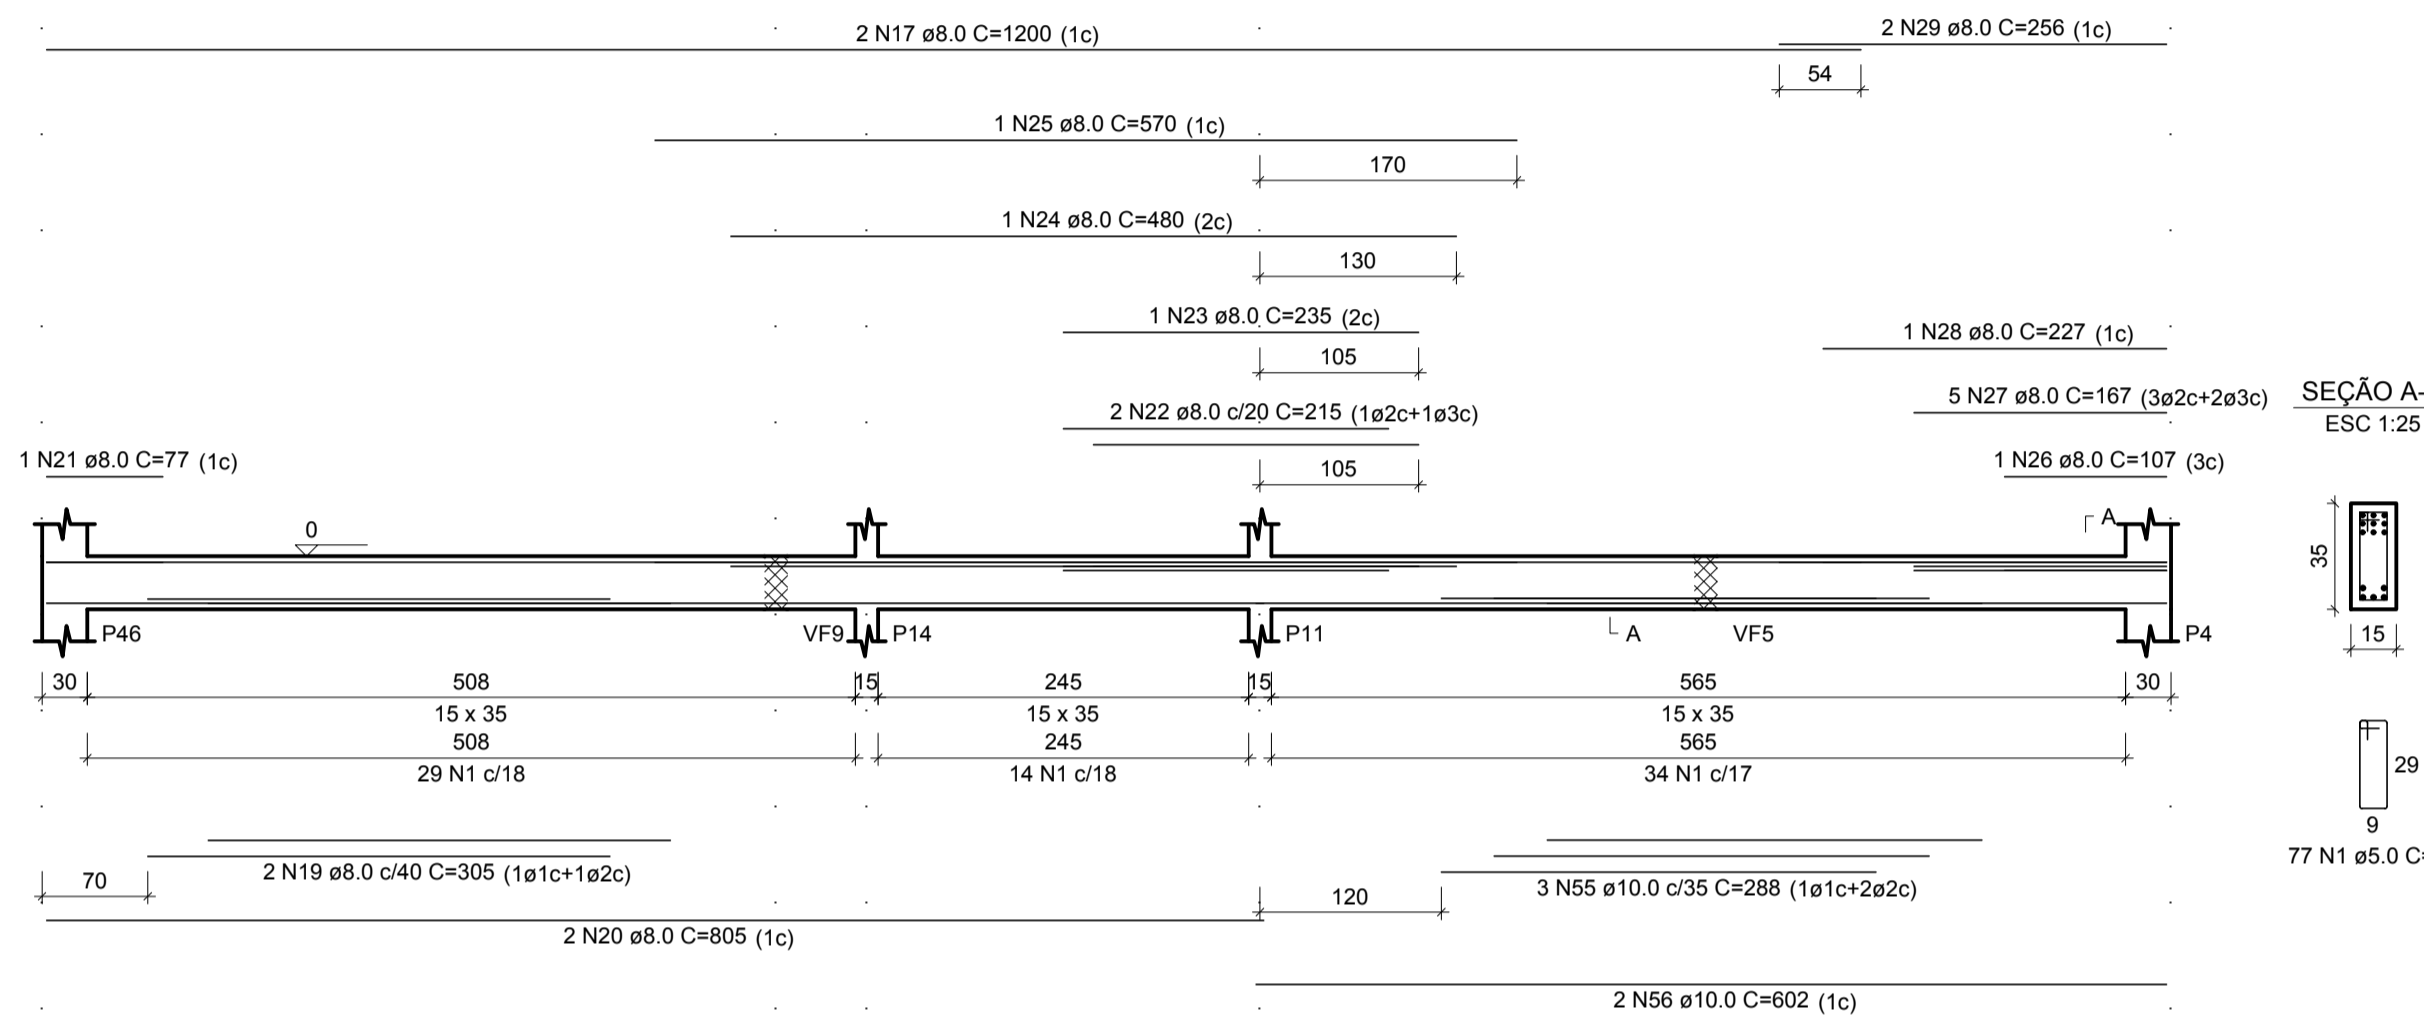 2 N17 ø8.0 C=1200 (1c)
2 N29 ø8.0 C=256 (1c)
54
1 N25 ø8.0 C=570 (1c)
170
1 N24 ø8.0 C=480 (2c)
130
1 N23 ø8.0 C=235 (2c)
105
1 N28 ø8.0 C=227 (1c)
2 N22 ø8.0 c/20 C=215 (1ø2c+1ø3c)
105
5 N27 ø8.0 C=167 (3ø2c+2ø3c)
SEÇÃO A-
ESC 1:25
1 N21 ø8.0 C=77 (1c)
1 N26 ø8.0 C=107 (3c)
0
A
35
P46
VF9
P14
P11
A
VF5
P4
15
30
508
15
245
15
565
30
15 x 35
15 x 35
15 x 35
508
245
565
29 N1 c/18
14 N1 c/18
34 N1 c/17
29
9
77 N1 ø5.0 C=
2 N19 ø8.0 c/40 C=305 (1ø1c+1ø2c)
70
3 N55 ø10.0 c/35 C=288 (1ø1c+2ø2c)
120
2 N20 ø8.0 C=805 (1c)
2 N56 ø10.0 C=602 (1c)